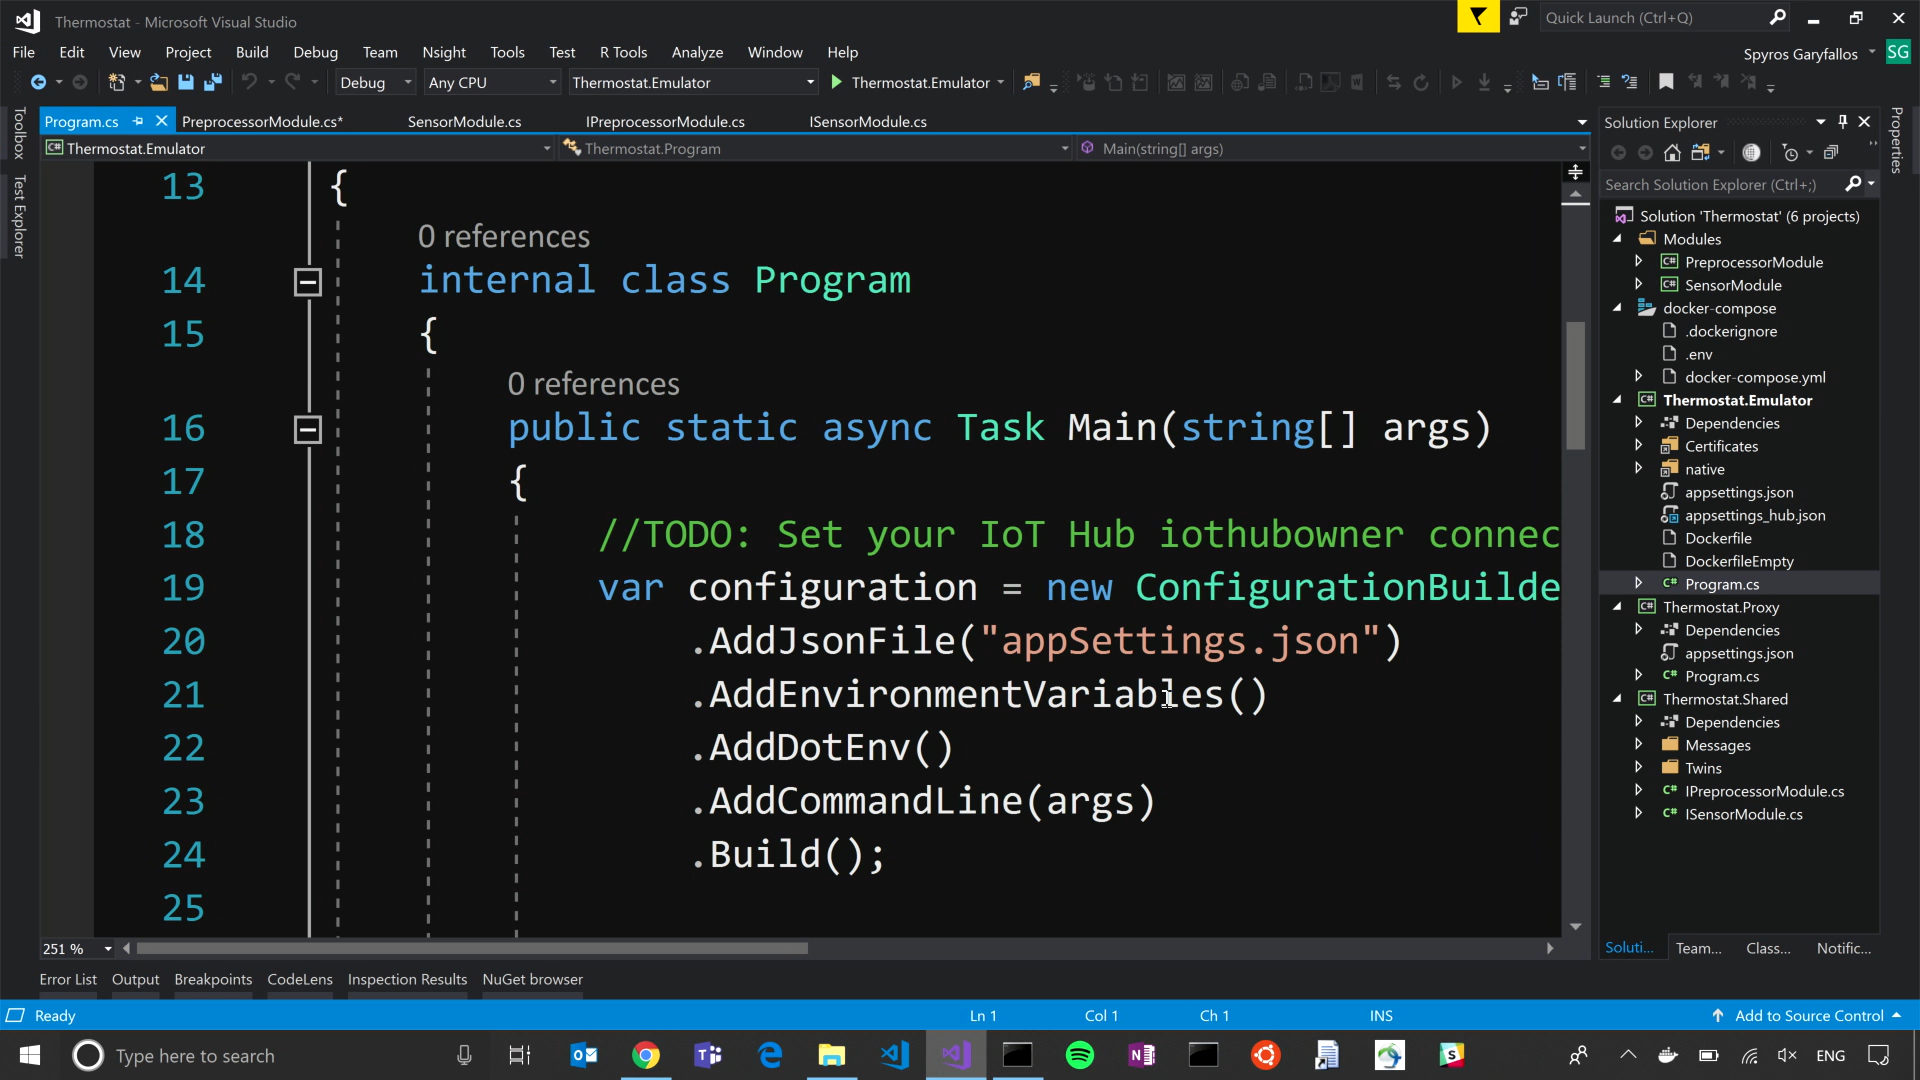 Thermostat - Microsoft Visual Studio
Quick Launch (Ctrl+Q)
File Edit View Project Build Debug Team Nsight Tools Test R Tools Analyze Window Help
Spyros Garyfallos SG
Debug Any CPU Thermostat.Emulator Thermostat.Emulator
Toolbox
Test Explorer
Program.cs PreprocessorModule.cs* SensorModule.cs IPreprocessorModule.cs ISensorModule.cs
Thermostat.Emulator Thermostat.Program Main(string[] args)
13 {
0 references
14 internal class Program
15 {
0 references
16 public static async Task Main(string[] args)
17 {
18 //TODO: Set your IoT Hub iothubowner connec
19 var configuration = new ConfigurationBuilde
20 .AddJsonFile("appSettings.json")
21 .AddEnvironmentVariables()
22 .AddDotEnv()
23 .AddCommandLine(args)
24 .Build();
25
251 %
Solution Explorer
Properties
Search Solution Explorer (Ctrl+;)
Solution 'Thermostat' (6 projects)
Modules
C# PreprocessorModule
C# SensorModule
docker-compose
.dockerignore
.env
docker-compose.yml
C# Thermostat.Emulator
Dependencies
Certificates
native
appsettings.json
appsettings_hub.json
Dockerfile
DockerfileEmpty
C# Program.cs
C# Thermostat.Proxy
Dependencies
appsettings.json
C# Program.cs
C# Thermostat.Shared
Dependencies
Messages
Twins
C# IPreprocessorModule.cs
C# ISensorModule.cs
Soluti... Team... Class... Notific...
Error List Output Breakpoints CodeLens Inspection Results NuGet browser
Ready Ln 1 Col 1 Ch 1 INS Add to Source Control
Type here to search
ENG